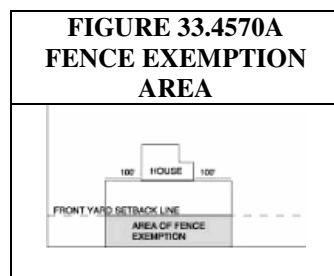 FIGURE 33.4570A
FENCE EXEMPTION
AREA
100' HOUSE 100'
FRONT YARD SETBACK LINE
AREA OF FENCE
EXEMPTION